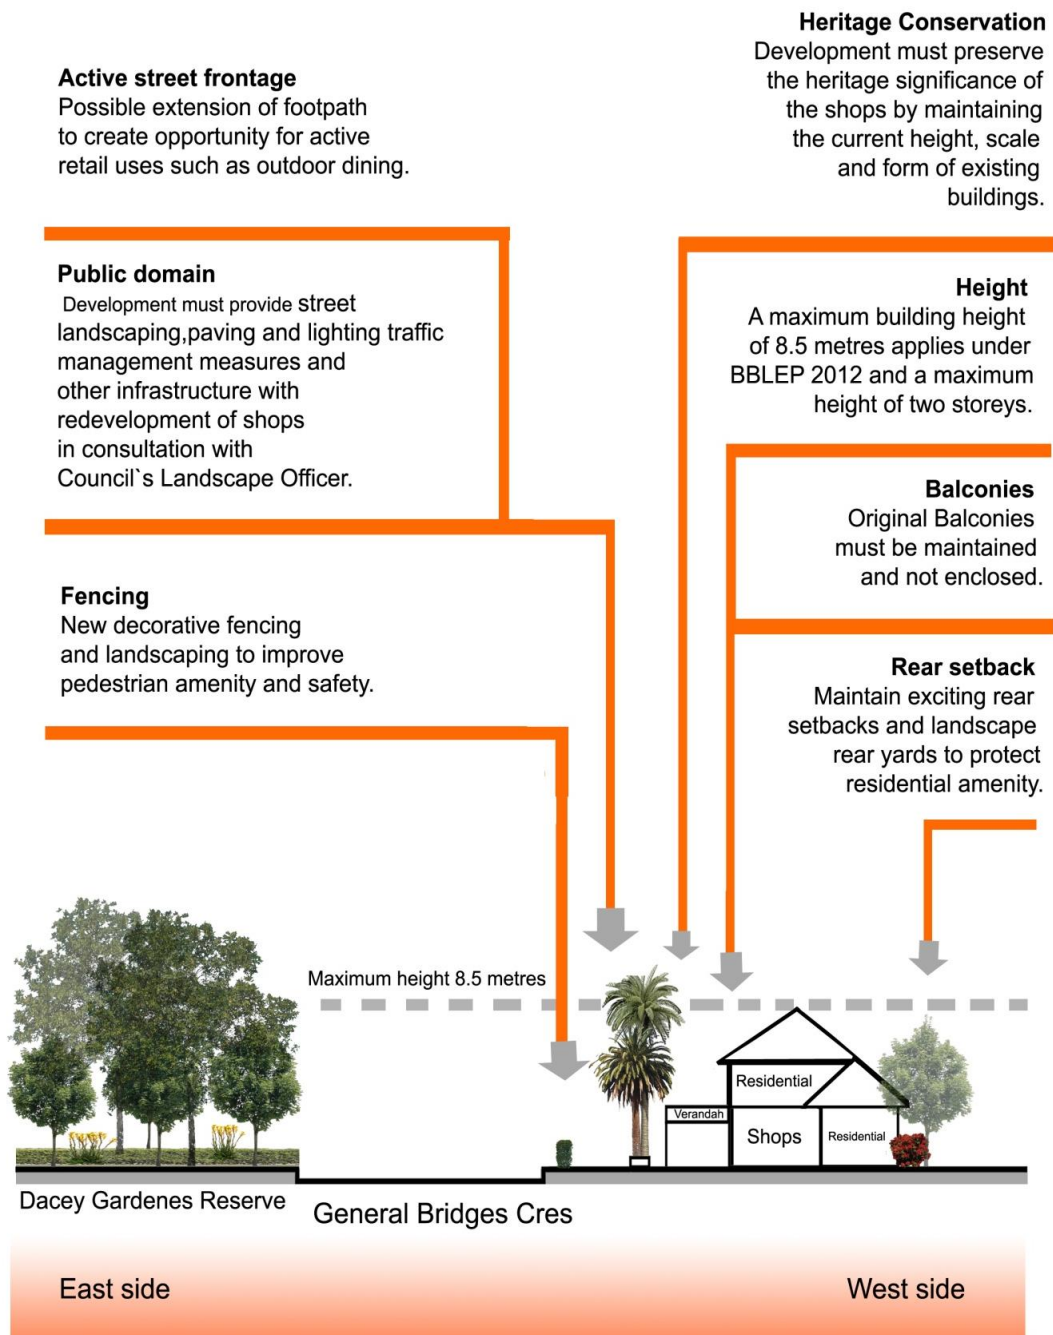 Active street frontage
Possible extension of footpath
to create opportunity for active
retail uses such as outdoor dining.
Public domain
Development must provide street
landscaping,paving and lighting traffic
management measures and
other infrastructure with
redevelopment of shops
in consultation with
Council`s Landscape Officer.
Fencing
New decorative fencing
and landscaping to improve
pedestrian amenity and safety.
Heritage Conservation
Development must preserve
the heritage significance of
the shops by maintaining
the current height, scale
and form of existing
buildings.
Height
A maximum building height
of 8.5 metres applies under
BBLEP 2012 and a maximum
height of two storeys.
Balconies
Original Balconies
must be maintained
and not enclosed.
Rear setback
Maintain exciting rear
setbacks and landscape
rear yards to protect
residential amenity.
Maximum height 8.5 metres
Residential
Verandah
Shops
Residential
Dacey Gardenes Reserve
General Bridges Cres
East side
West side